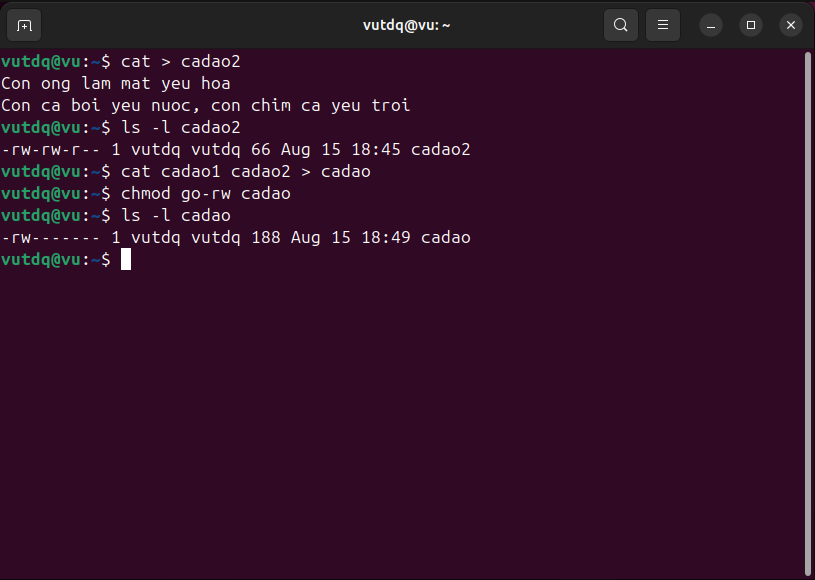 vutdq@vu: ~
vutdq@vu:~$ cat > cadao2
Con ong lam mat yeu hoa
Con ca boi yeu nuoc, con chim ca yeu troi
vutdq@vu:~$ ls -l cadao2
-rw-rw-r-- 1 vutdq vutdq 66 Aug 15 18:45 cadao2
vutdq@vu:~$ cat cadao1 cadao2 > cadao
vutdq@vu:~$ chmod go-rw cadao
vutdq@vu:~$ ls -l cadao
-rw------- 1 vutdq vutdq 188 Aug 15 18:49 cadao
vutdq@vu:~$